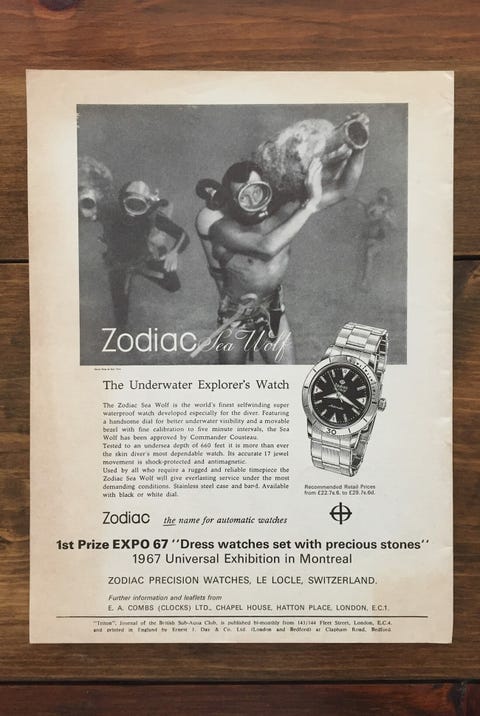 Zodiac Sea Wolf
The Underwater Explorer's Watch
The Zodiac Sea Wolf is the world's finest selfwinding super
waterproof watch developed especially for the diver. Featuring
a handsome dial for better underwater visibility and a movable
bezel with fine calibration to five minute intervals, the Sea
Wolf has been approved by Commander Cousteau.
Tested to an undersea depth of 660 feet it is more than ever
the skin diver's most dependable watch. Its accurate 17 jewel
movement is shock-protected and antimagnetic.
Used by all who require a rugged and reliable timepiece the
Zodiac Sea Wolf will give everlasting service under the most
demanding conditions. Stainless steel case and band. Available
with black or white dial.
Recommended Retail Prices
from £22.7s.6. to £29.7s.6d.
Zodiac the name for automatic watches
1st Prize EXPO 67 "Dress watches set with precious stones"
1967 Universal Exhibition in Montreal
ZODIAC PRECISION WATCHES, LE LOCLE, SWITZERLAND.
Further information and leaflets from
E. A. COMBS (CLOCKS) LTD., CHAPEL HOUSE, HATTON PLACE, LONDON, E.C.1.
"Triton", Journal of the British Sub-Aqua Club, is published bi-monthly from 141/144 Fleet Street, London, E.C.4.
and printed in England by Ernest J. Day & Co. Ltd. (London and Bedford) at Clapham Road, Bedford.